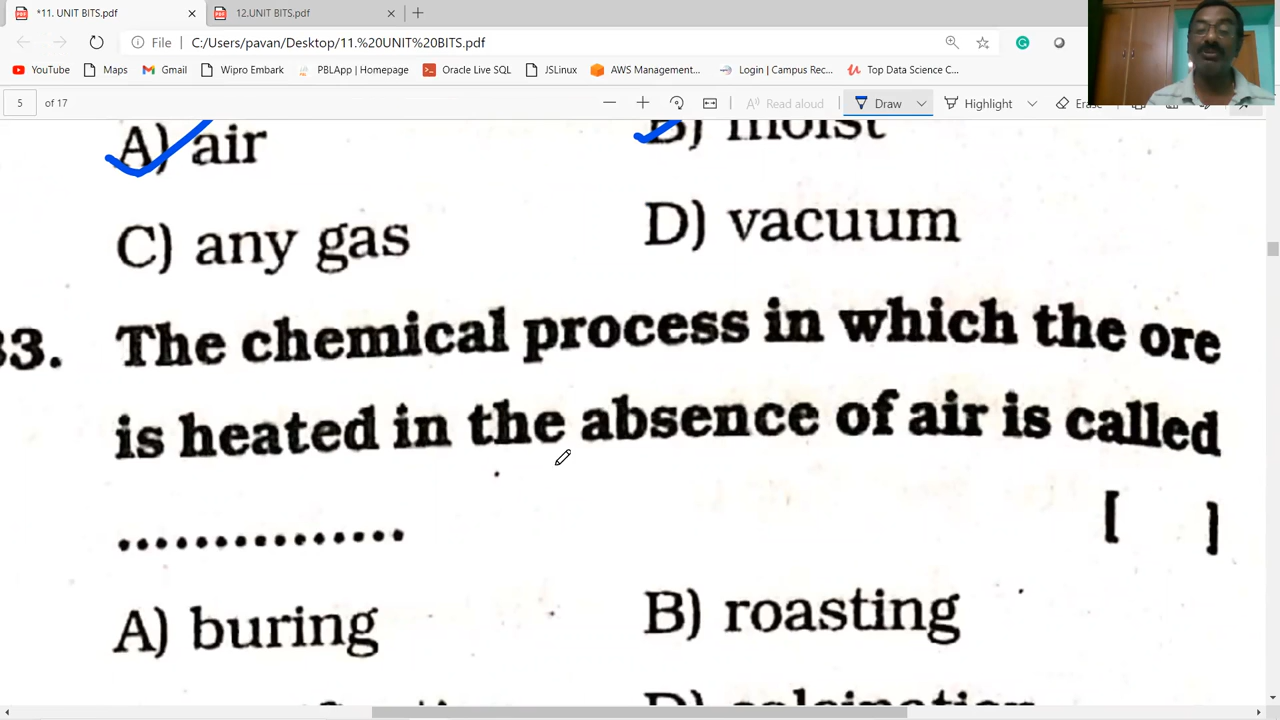 *11. UNIT BITS.pdf
12.UNIT BITS.pdf
File C:/Users/pavan/Desktop/11.%20UNIT%20BITS.pdf
YouTube Maps Gmail Wipro Embark PBLApp | Homepage Oracle Live SQL JSLinux AWS Management... Login | Campus Rec... Top Data Science C...
5 of 17 Read aloud Draw Highlight Erase
A) air B) moist
C) any gas D) vacuum
33. The chemical process in which the ore
is heated in the absence of air is called
............... [ ]
A) buring B) roasting
D) calcination